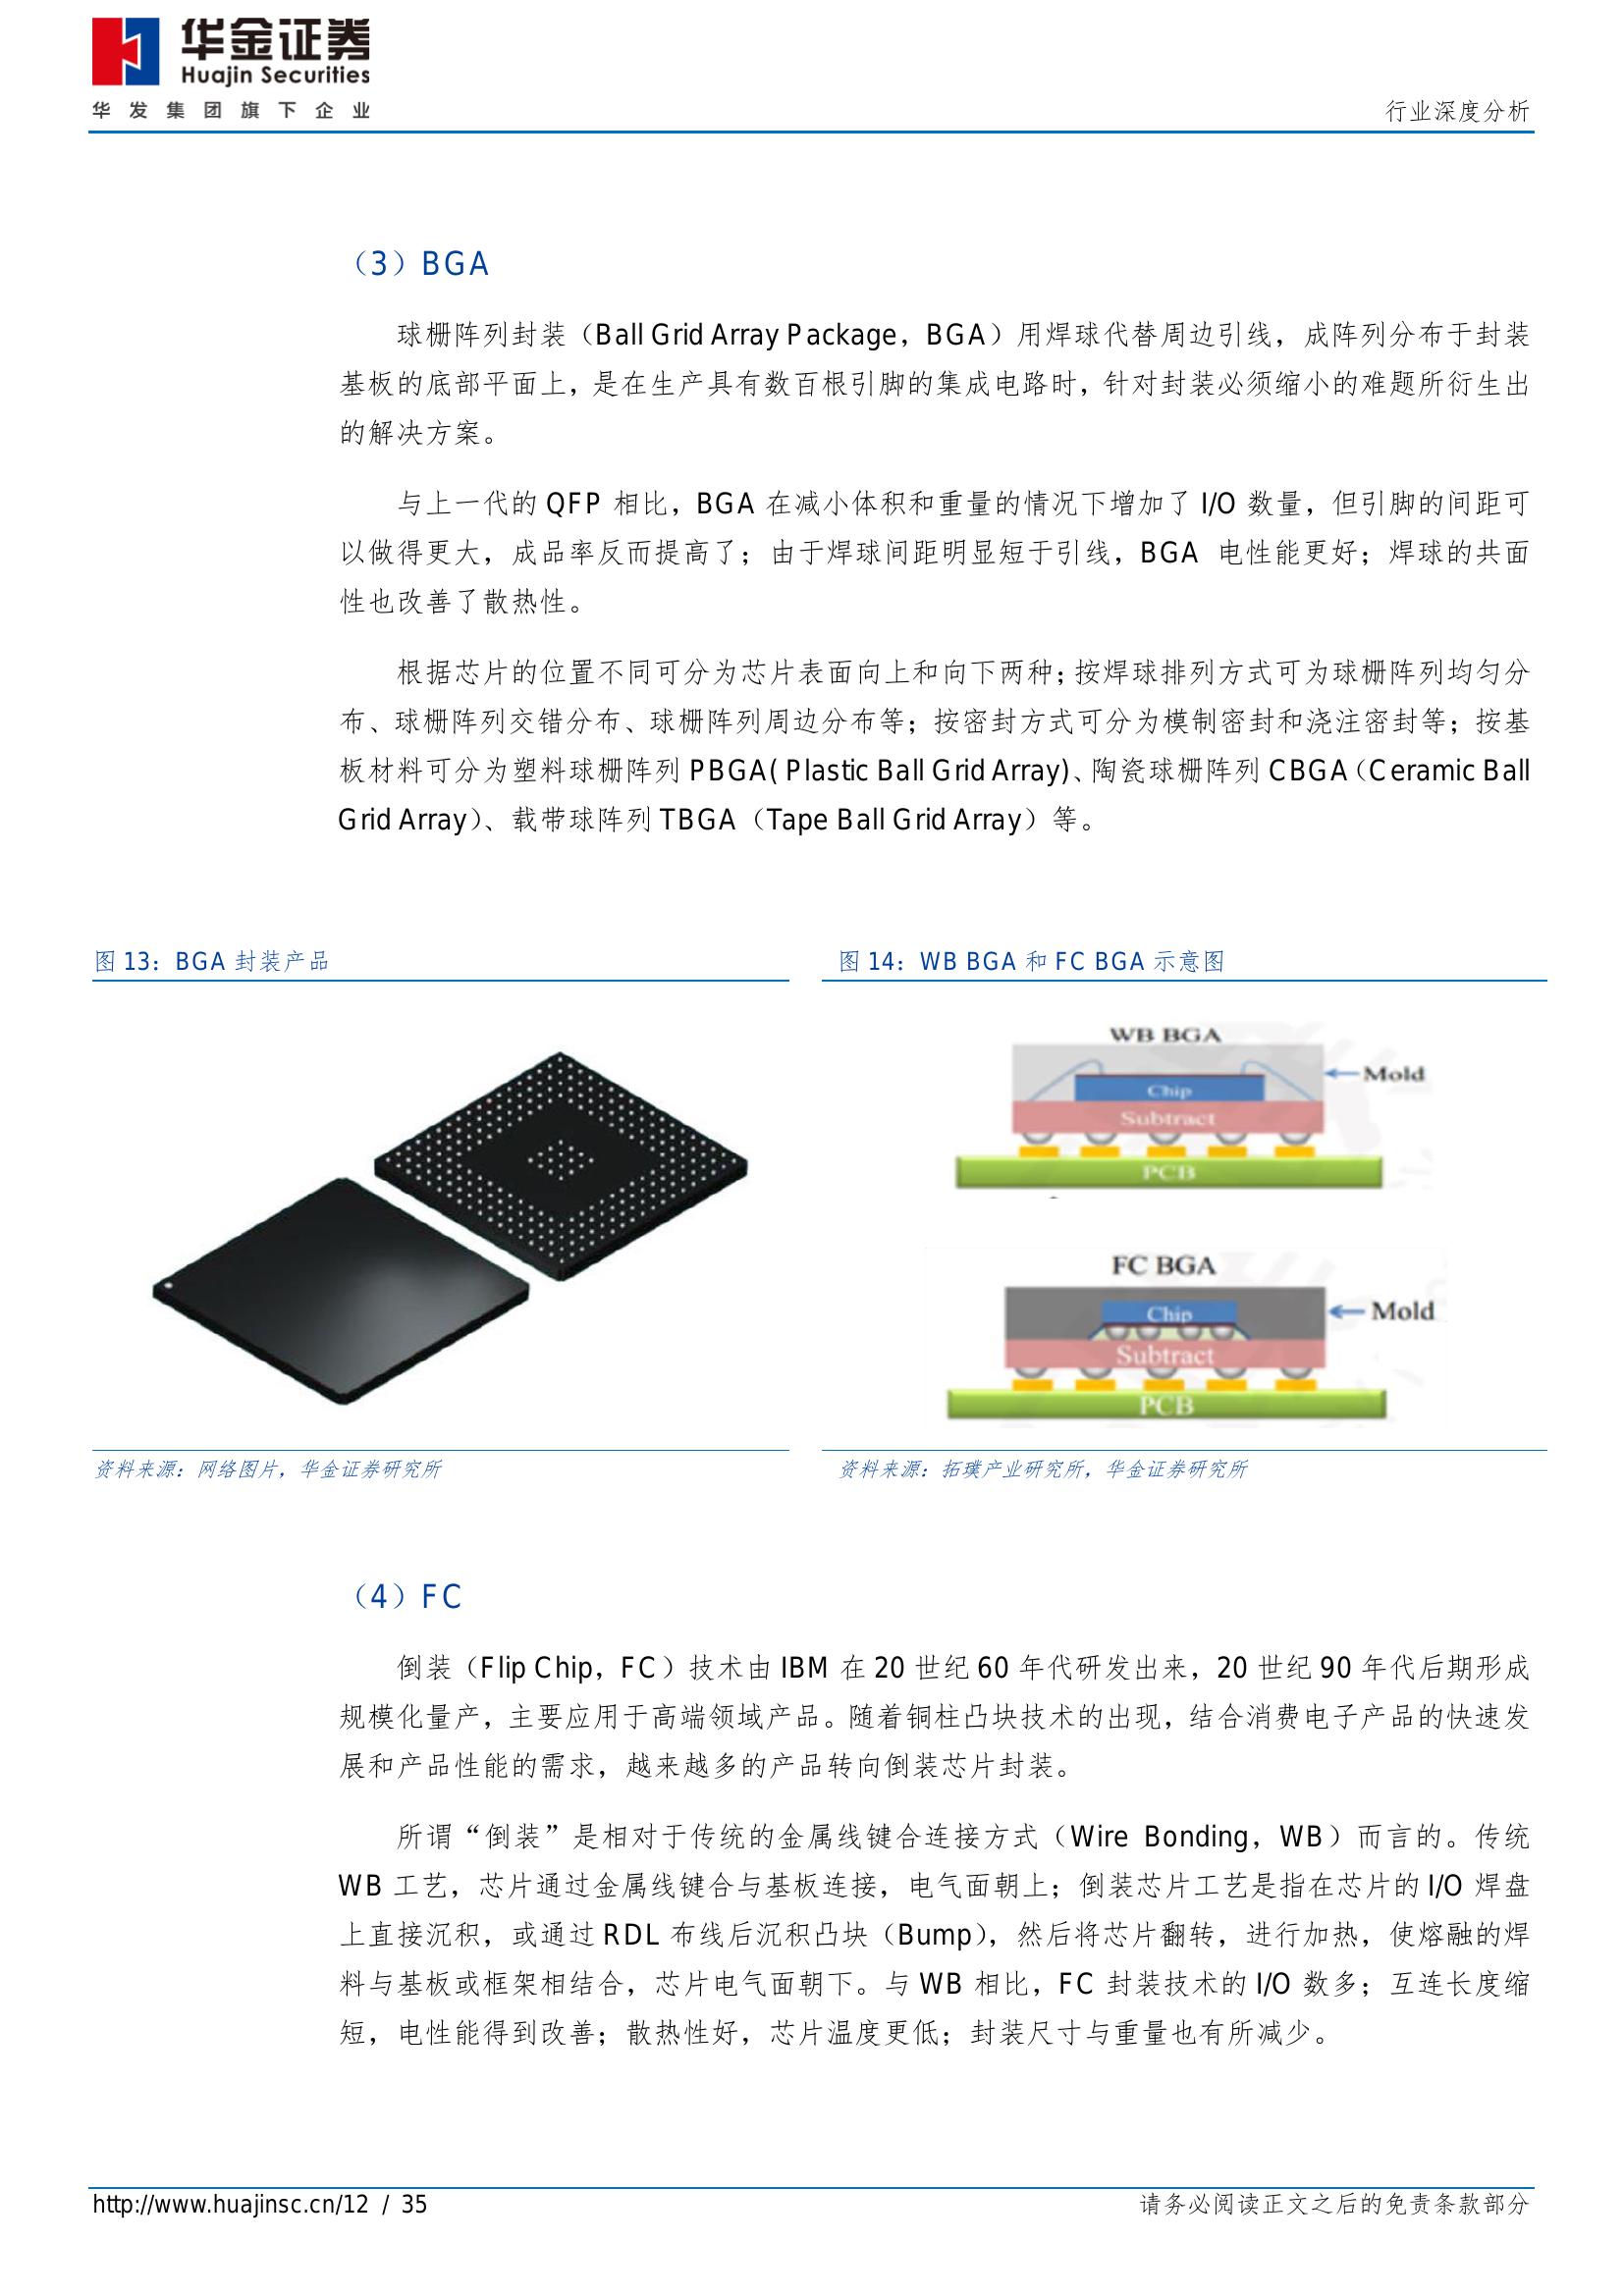 华金证券
Huajin Securities
华发集团旗下企业
行业深度分析
（3）BGA
球栅阵列封装（Ball Grid Array Package，BGA）用焊球代替周边引线，成阵列分布于封装
基板的底部平面上，是在生产具有数百根引脚的集成电路时，针对封装必须缩小的难题所衍生出
的解决方案。
与上一代的 QFP 相比，BGA 在减小体积和重量的情况下增加了 I/O 数量，但引脚的间距可
以做得更大，成品率反而提高了；由于焊球间距明显短于引线，BGA 电性能更好；焊球的共面
性也改善了散热性。
根据芯片的位置不同可分为芯片表面向上和向下两种；按焊球排列方式可为球栅阵列均匀分
布、球栅阵列交错分布、球栅阵列周边分布等；按密封方式可分为模制密封和浇注密封等；按基
板材料可分为塑料球栅阵列 PBGA( Plastic Ball Grid Array)、陶瓷球栅阵列 CBGA（Ceramic Ball
Grid Array）、载带球阵列 TBGA（Tape Ball Grid Array）等。
图 13：BGA 封装产品
图 14：WB BGA 和 FC BGA 示意图
WB BGA
Mold
Chip
Subtract
PCB
FC BGA
Chip
Mold
Subtract
PCB
资料来源：网络图片，华金证券研究所
资料来源：拓璞产业研究所，华金证券研究所
（4）FC
倒装（Flip Chip，FC）技术由 IBM 在 20 世纪 60 年代研发出来，20 世纪 90 年代后期形成
规模化量产，主要应用于高端领域产品。随着铜柱凸块技术的出现，结合消费电子产品的快速发
展和产品性能的需求，越来越多的产品转向倒装芯片封装。
所谓“倒装”是相对于传统的金属线键合连接方式（Wire Bonding，WB）而言的。传统
WB 工艺，芯片通过金属线键合与基板连接，电气面朝上；倒装芯片工艺是指在芯片的 I/O 焊盘
上直接沉积，或通过 RDL 布线后沉积凸块（Bump），然后将芯片翻转，进行加热，使熔融的焊
料与基板或框架相结合，芯片电气面朝下。与 WB 相比，FC 封装技术的 I/O 数多；互连长度缩
短，电性能得到改善；散热性好，芯片温度更低；封装尺寸与重量也有所减少。
http://www.huajinsc.cn/12 / 35
请务必阅读正文之后的免责条款部分